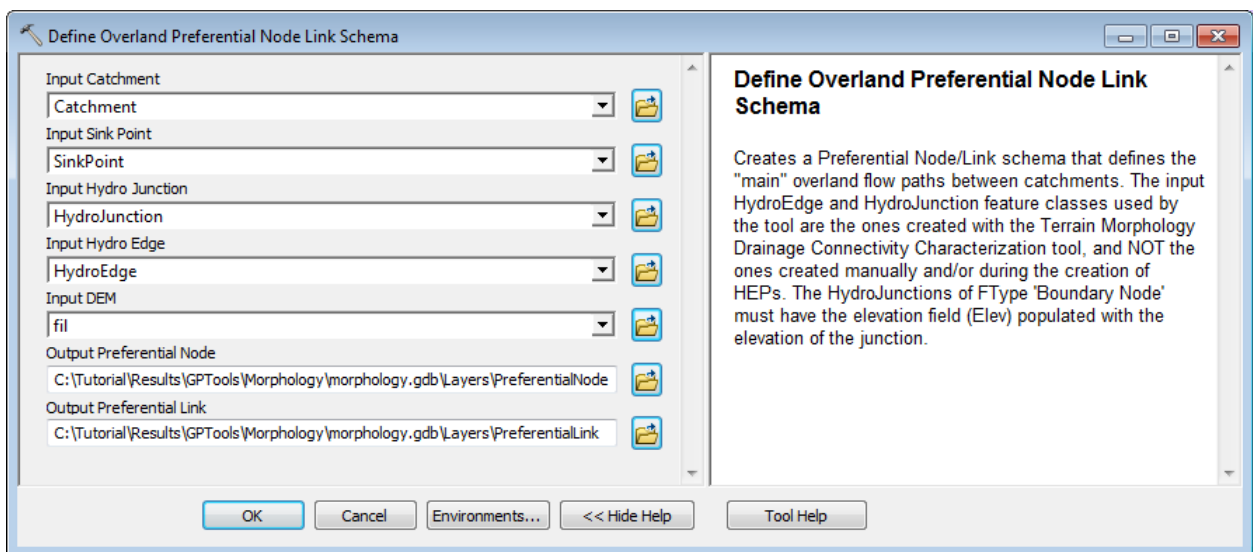 Define Overland Preferential Node Link Schema
Input Catchment
Catchment
Input Sink Point
SinkPoint
Input Hydro Junction
HydroJunction
Input Hydro Edge
HydroEdge
Input DEM
fil
Output Preferential Node
C:\Tutorial\Results\GPTools\Morphology\morphology.gdb\Layers\PreferentialNode
Output Preferential Link
C:\Tutorial\Results\GPTools\Morphology\morphology.gdb\Layers\PreferentialLink
Define Overland Preferential Node Link
Schema
Creates a Preferential Node/Link schema that defines the
"main" overland flow paths between catchments. The input
HydroEdge and HydroJunction feature classes used by
the tool are the ones created with the Terrain Morphology
Drainage Connectivity Characterization tool, and NOT the
ones created manually and/or during the creation of
HEPs. The HydroJunctions of FType 'Boundary Node'
must have the elevation field (Elev) populated with the
elevation of the junction.
OK
Cancel
Environments...
<< Hide Help
Tool Help